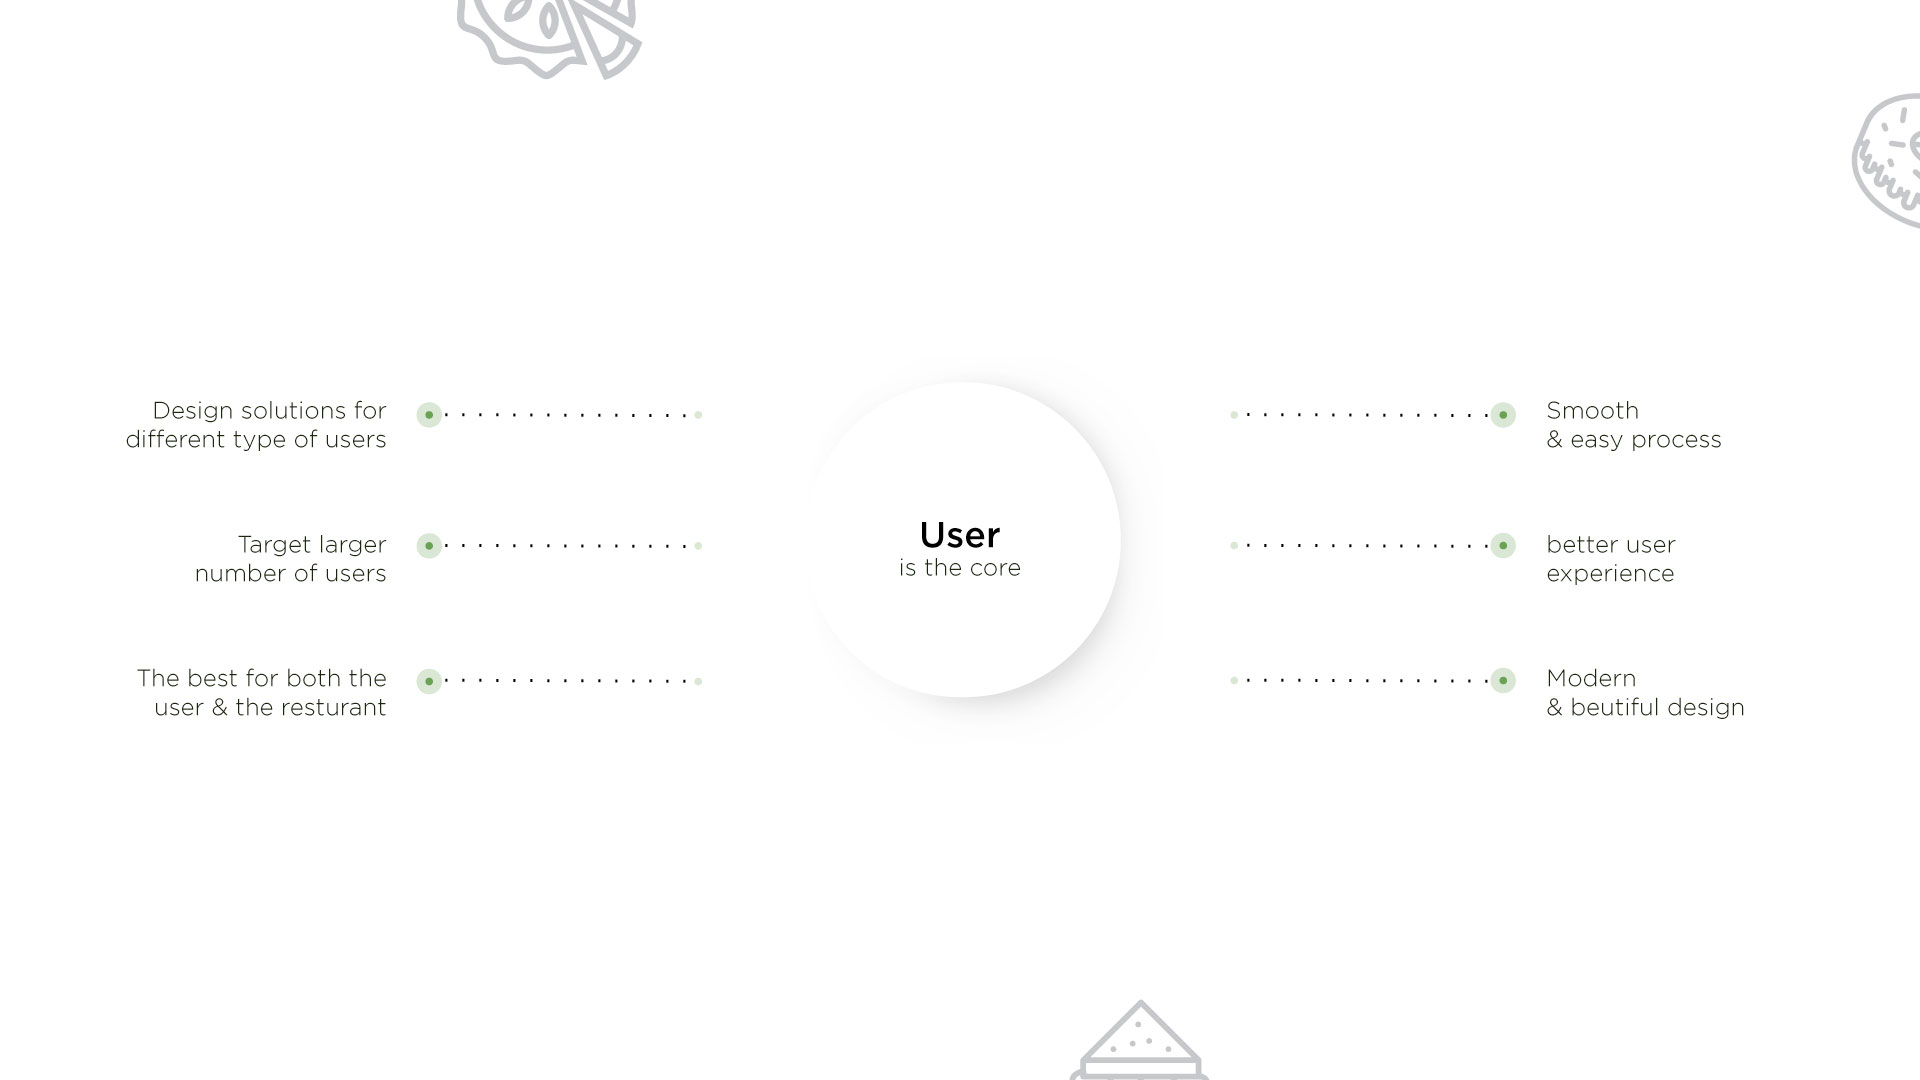 Design solutions for
different type of users
Target larger
number of users
The best for both the
user & the resturant
User
is the core
Smooth
& easy process
better user
experience
Modern
& beutiful design